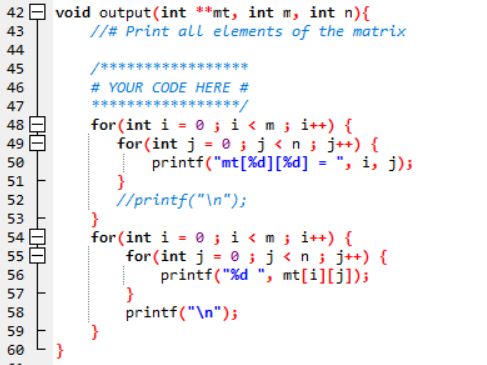 42 void output(int **mt, int m, int n){
43 //# Print all elements of the matrix
44
45 /*****************
46 # YOUR CODE HERE #
47 *****************/
48 for(int i = 0 ; i < m ; i++) {
49 for(int j = 0 ; j < n ; j++) {
50 printf("mt[%d][%d] = ", i, j);
51 }
52 //printf("\n");
53 }
54 for(int i = 0 ; i < m ; i++) {
55 for(int j = 0 ; j < n ; j++) {
56 printf("%d ", mt[i][j]);
57 }
58 printf("\n");
59 }
60 }